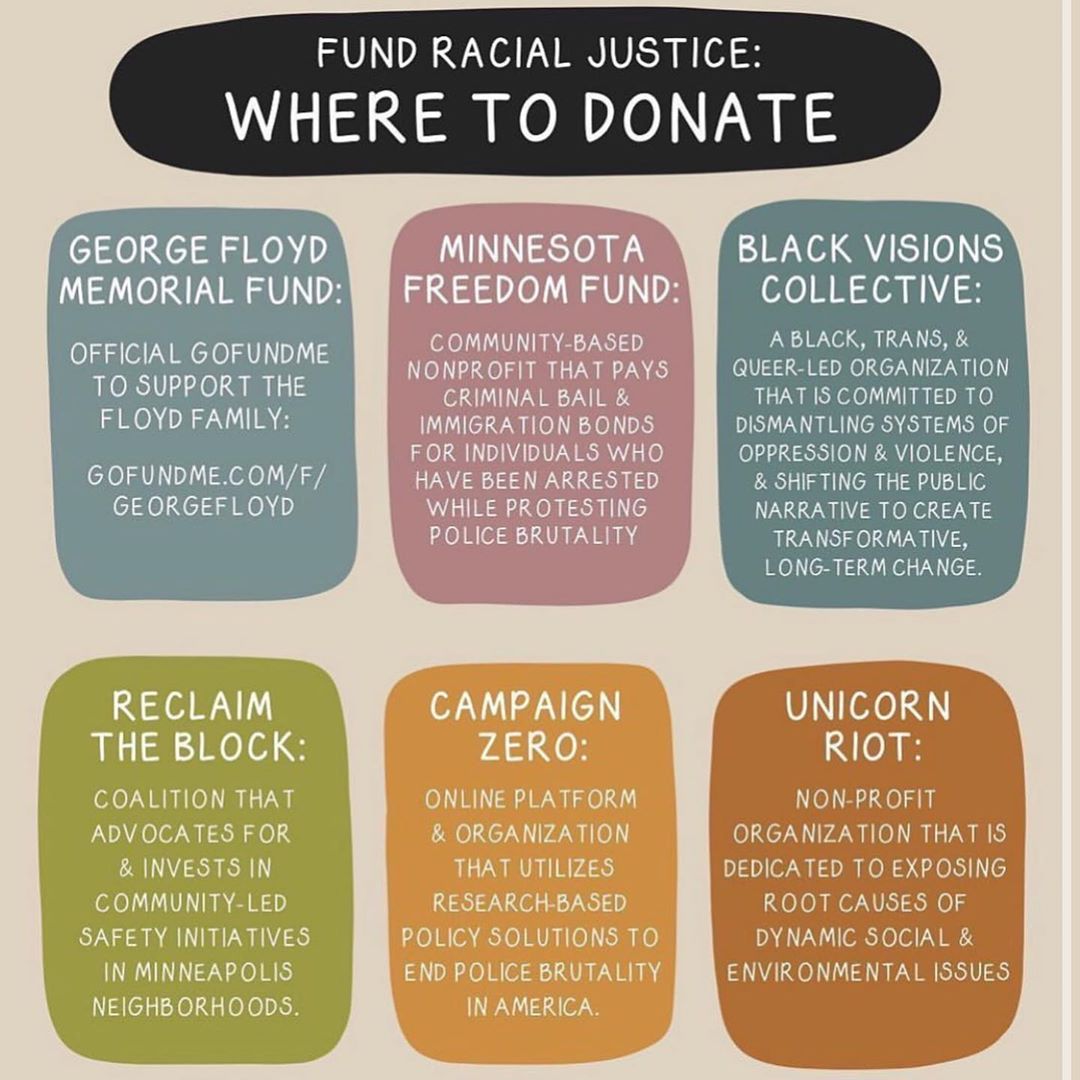 FUND RACIAL JUSTICE:
WHERE TO DONATE
GEORGE FLOYD
MEMORIAL FUND:
OFFICIAL GOFUNDME
TO SUPPORT THE
FLOYD FAMILY:
GOFUNDME.COM/F/
GEORGEFLOYD
MINNESOTA
FREEDOM FUND:
COMMUNITY-BASED
NONPROFIT THAT PAYS
CRIMINAL BAIL &
IMMIGRATION BONDS
FOR INDIVIDUALS WHO
HAVE BEEN ARRESTED
WHILE PROTESTING
POLICE BRUTALITY
BLACK VISIONS
COLLECTIVE:
A BLACK, TRANS, &
QUEER-LED ORGANIZATION
THAT IS COMMITTED TO
DISMANTLING SYSTEMS OF
OPPRESSION & VIOLENCE,
& SHIFTING THE PUBLIC
NARRATIVE TO CREATE
TRANSFORMATIVE,
LONG-TERM CHANGE.
RECLAIM
THE BLOCK:
COALITION THAT
ADVOCATES FOR
& INVESTS IN
COMMUNITY-LED
SAFETY INITIATIVES
IN MINNEAPOLIS
NEIGHBORHOODS.
CAMPAIGN
ZERO:
ONLINE PLATFORM
& ORGANIZATION
THAT UTILIZES
RESEARCH-BASED
POLICY SOLUTIONS TO
END POLICE BRUTALITY
IN AMERICA.
UNICORN
RIOT:
NON-PROFIT
ORGANIZATION THAT IS
DEDICATED TO EXPOSING
ROOT CAUSES OF
DYNAMIC SOCIAL &
ENVIRONMENTAL ISSUES